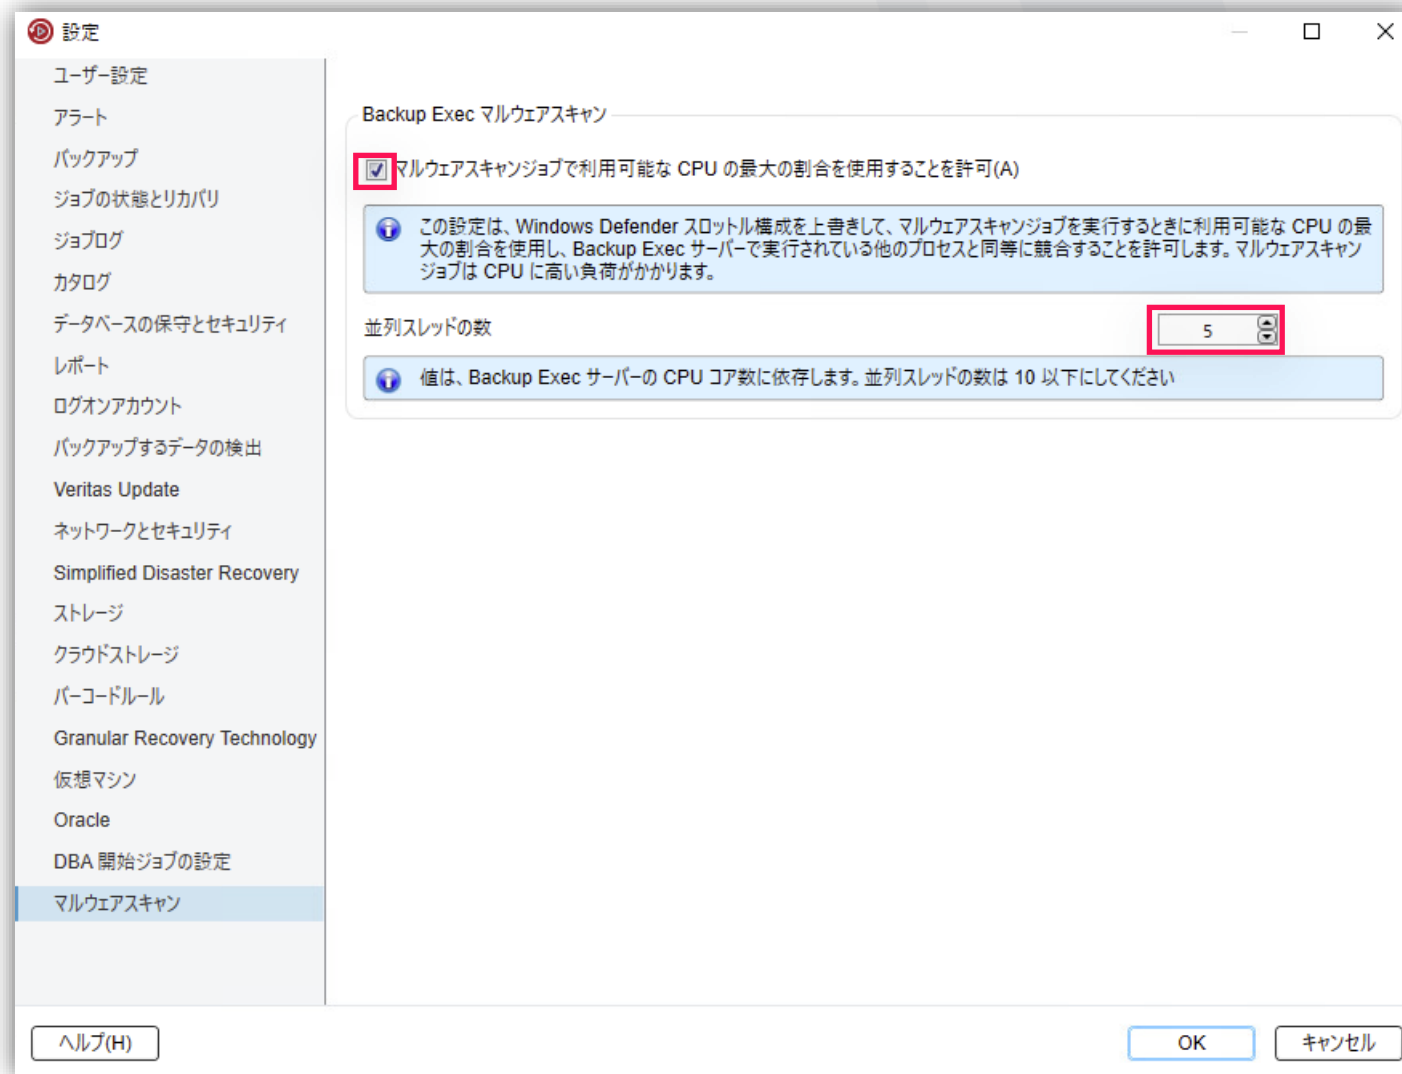 設定
ユーザー設定
アラート
バックアップ
ジョブの状態とリカバリ
ジョブログ
カタログ
データベースの保守とセキュリティ
レポート
ログオンアカウント
バックアップするデータの検出
Veritas Update
ネットワークとセキュリティ
Simplified Disaster Recovery
ストレージ
クラウドストレージ
バーコードルール
Granular Recovery Technology
仮想マシン
Oracle
DBA 開始ジョブの設定
マルウェアスキャン
Backup Exec マルウェアスキャン
マルウェアスキャンジョブで利用可能な CPU の最大の割合を使用することを許可(A)
この設定は、Windows Defender スロットル構成を上書きして、マルウェアスキャンジョブを実行するときに利用可能な CPU の最
大の割合を使用し、Backup Exec サーバーで実行されている他のプロセスと同等に競合することを許可します。マルウェアスキャン
ジョブは CPU に高い負荷がかかります。
並列スレッドの数
5
値は、Backup Exec サーバーの CPU コア数に依存します。並列スレッドの数は 10 以下にしてください
ヘルプ(H)
OK
キャンセル